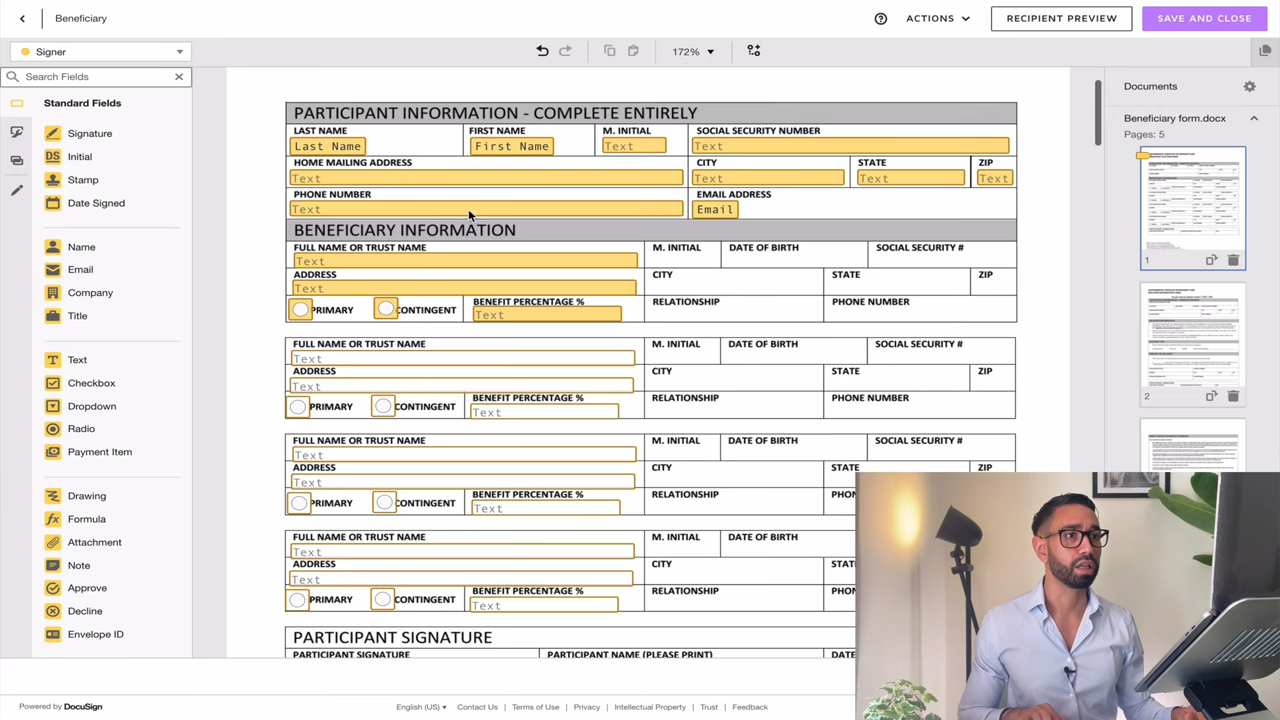 Beneficiary
ACTIONS
RECIPIENT PREVIEW
SAVE AND CLOSE
Signer
172%
Search Fields
Standard Fields
Signature
Initial
DS
Stamp
Date Signed
Name
Email
Company
Title
Text
Checkbox
Dropdown
Radio
Payment Item
Drawing
Formula
Attachment
Note
Approve
Decline
Envelope ID
PARTICIPANT INFORMATION - COMPLETE ENTIRELY
LAST NAME FIRST NAME M. INITIAL SOCIAL SECURITY NUMBER
Last Name First Name Text Text
HOME MAILING ADDRESS CITY STATE ZIP
Text Text Text Text
PHONE NUMBER EMAIL ADDRESS
Text Email
BENEFICIARY INFORMATION
FULL NAME OR TRUST NAME M. INITIAL DATE OF BIRTH SOCIAL SECURITY #
Text
ADDRESS CITY STATE ZIP
Text
PRIMARY CONTINGENT BENEFIT PERCENTAGE % RELATIONSHIP PHONE NUMBER
Text
FULL NAME OR TRUST NAME M. INITIAL DATE OF BIRTH SOCIAL SECURITY #
Text
ADDRESS CITY STATE ZIP
Text
PRIMARY CONTINGENT BENEFIT PERCENTAGE % RELATIONSHIP PHONE NUMBER
Text
FULL NAME OR TRUST NAME M. INITIAL DATE OF BIRTH SOCIAL SECURITY #
Text
ADDRESS CITY STATE ZIP
Text
PRIMARY CONTINGENT BENEFIT PERCENTAGE % RELATIONSHIP PHON
Text
FULL NAME OR TRUST NAME M. INITIAL DATE OF BIRTH
Text
ADDRESS CITY STATE
Text
PRIMARY CONTINGENT BENEFIT PERCENTAGE % RELATIONSHIP PHO
Text
PARTICIPANT SIGNATURE
PARTICIPANT SIGNATURE PARTICIPANT NAME (PLEASE PRINT) DATE
Documents
Beneficiary form.docx
Pages: 5
1
2
Powered by DocuSign
English (US) Contact Us Terms of Use Privacy Intellectual Property Trust Feedback